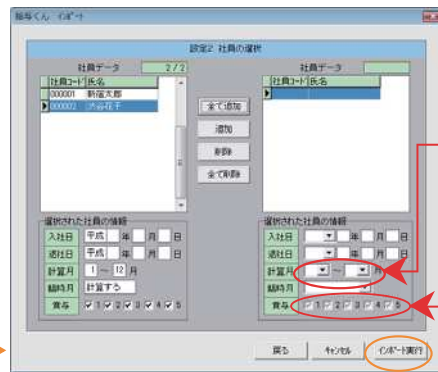 給与くん インポート
設定2 社員の選択
社員データ 2 / 2
社員コード 氏名
000001 新宿太郎
000002 渋谷花子
全て追加
追加
削除
全て削除
社員データ
社員コード 氏名
選択された社員の情報
入社日 平成 年 月 日
退社日 平成 年 月 日
計算月 1 ~ 12 月
臨時月 計算する
賞与 1 2 3 4 5
選択された社員の情報
入社日 年 月 日
退社日 年 月 日
計算月 ~ 月
臨時月
賞与 1 2 3 4 5
戻る
キャンセル
インポート実行